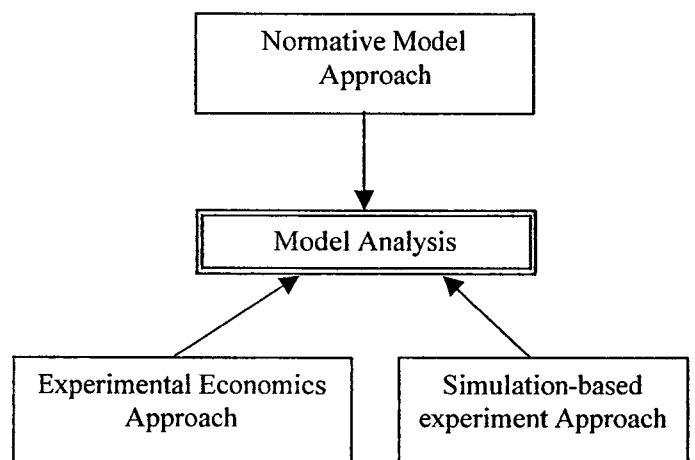 Normative Model
Approach
Model Analysis
Experimental Economics
Approach
Simulation-based
experiment Approach